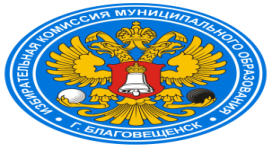 ИЗБИРАТЕЛЬНАЯ КОМИССИЯ МУНИЦИПАЛЬНОГО ОБРАЗОВАНИЯ
• Г. БЛАГОВЕЩЕНСК •